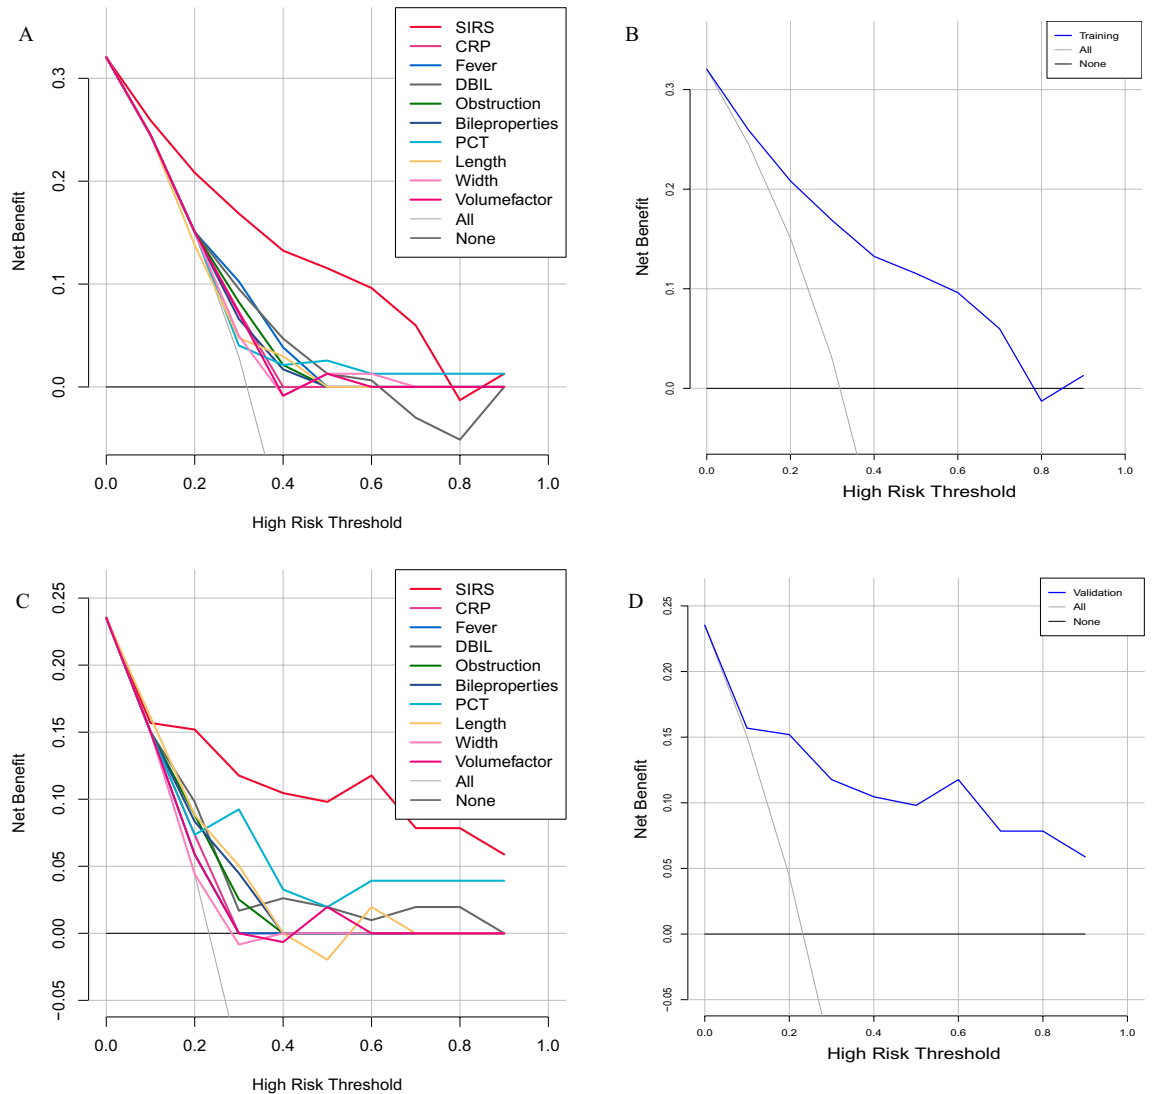 A
SIRS
CRP
Fever
DBIL
Obstruction
Bileproperties
PCT
Length
Width
Volumefactor
All
None
Net Benefit
0.3
0.2
0.1
0.0
0.0 0.2 0.4 0.6 0.8 1.0
High Risk Threshold
B
Training
All
None
Net Benefit
0.3
0.2
0.1
0.0
0.0 0.2 0.4 0.6 0.8 1.0
High Risk Threshold
C
SIRS
CRP
Fever
DBIL
Obstruction
Bileproperties
PCT
Length
Width
Volumefactor
All
None
Net Benefit
0.25
0.20
0.15
0.10
0.05
0.00
−0.05
0.0 0.2 0.4 0.6 0.8 1.0
High Risk Threshold
D
Validation
All
None
Net Benefit
0.25
0.20
0.15
0.10
0.05
0.00
−0.05
0.0 0.2 0.4 0.6 0.8 1.0
High Risk Threshold